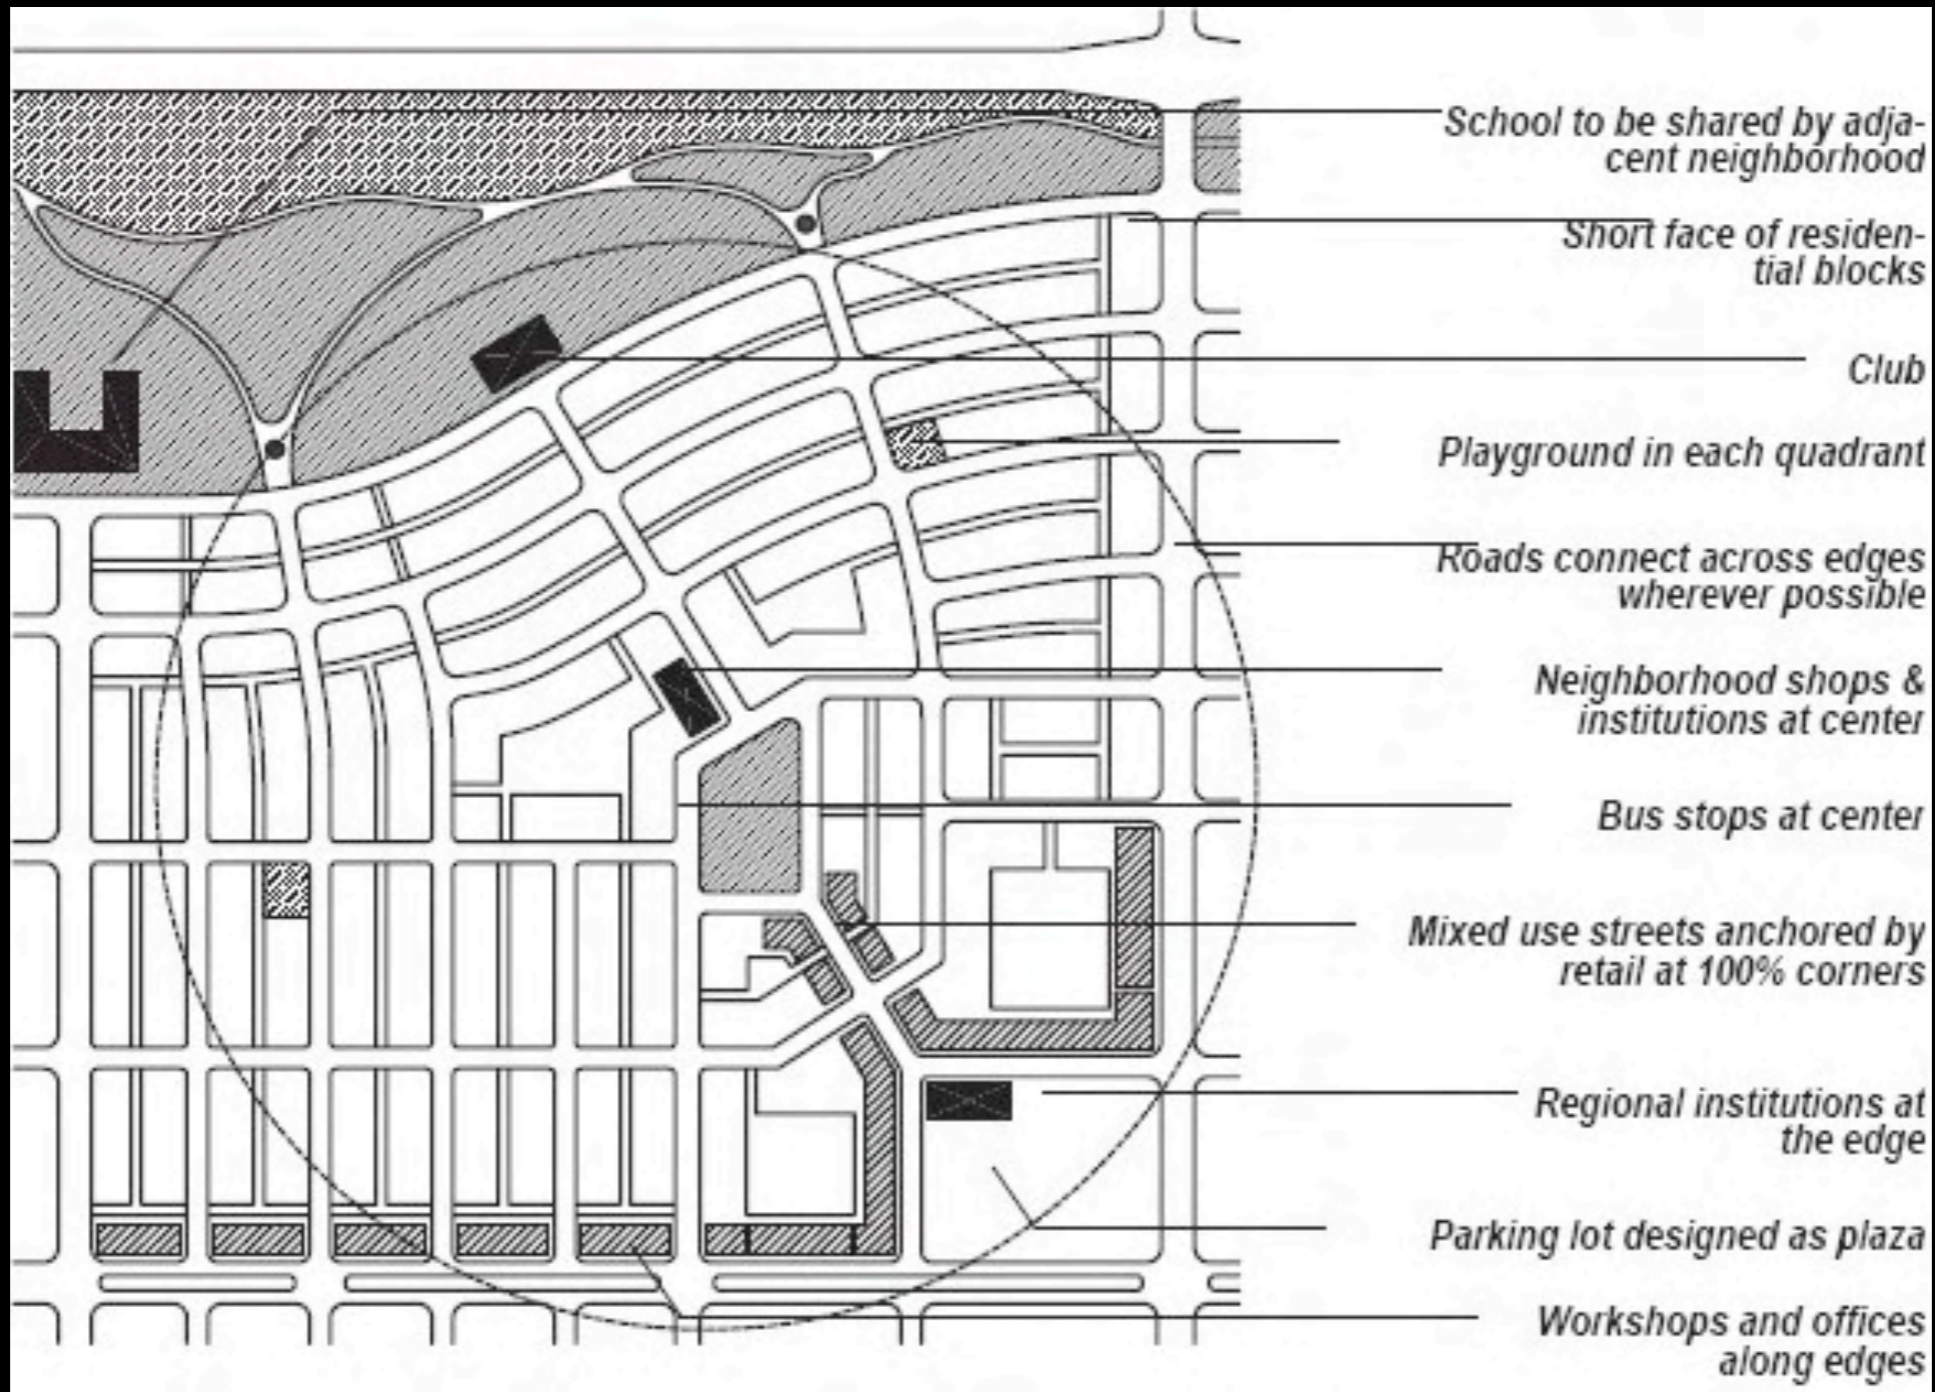 School to be shared by adja-
cent neighborhood
Short face of residen-
tial blocks
Club
Playground in each quadrant
Roads connect across edges
wherever possible
Neighborhood shops &
institutions at center
Bus stops at center
Mixed use streets anchored by
retail at 100% corners
Regional institutions at
the edge
Parking lot designed as plaza
Workshops and offices
along edges